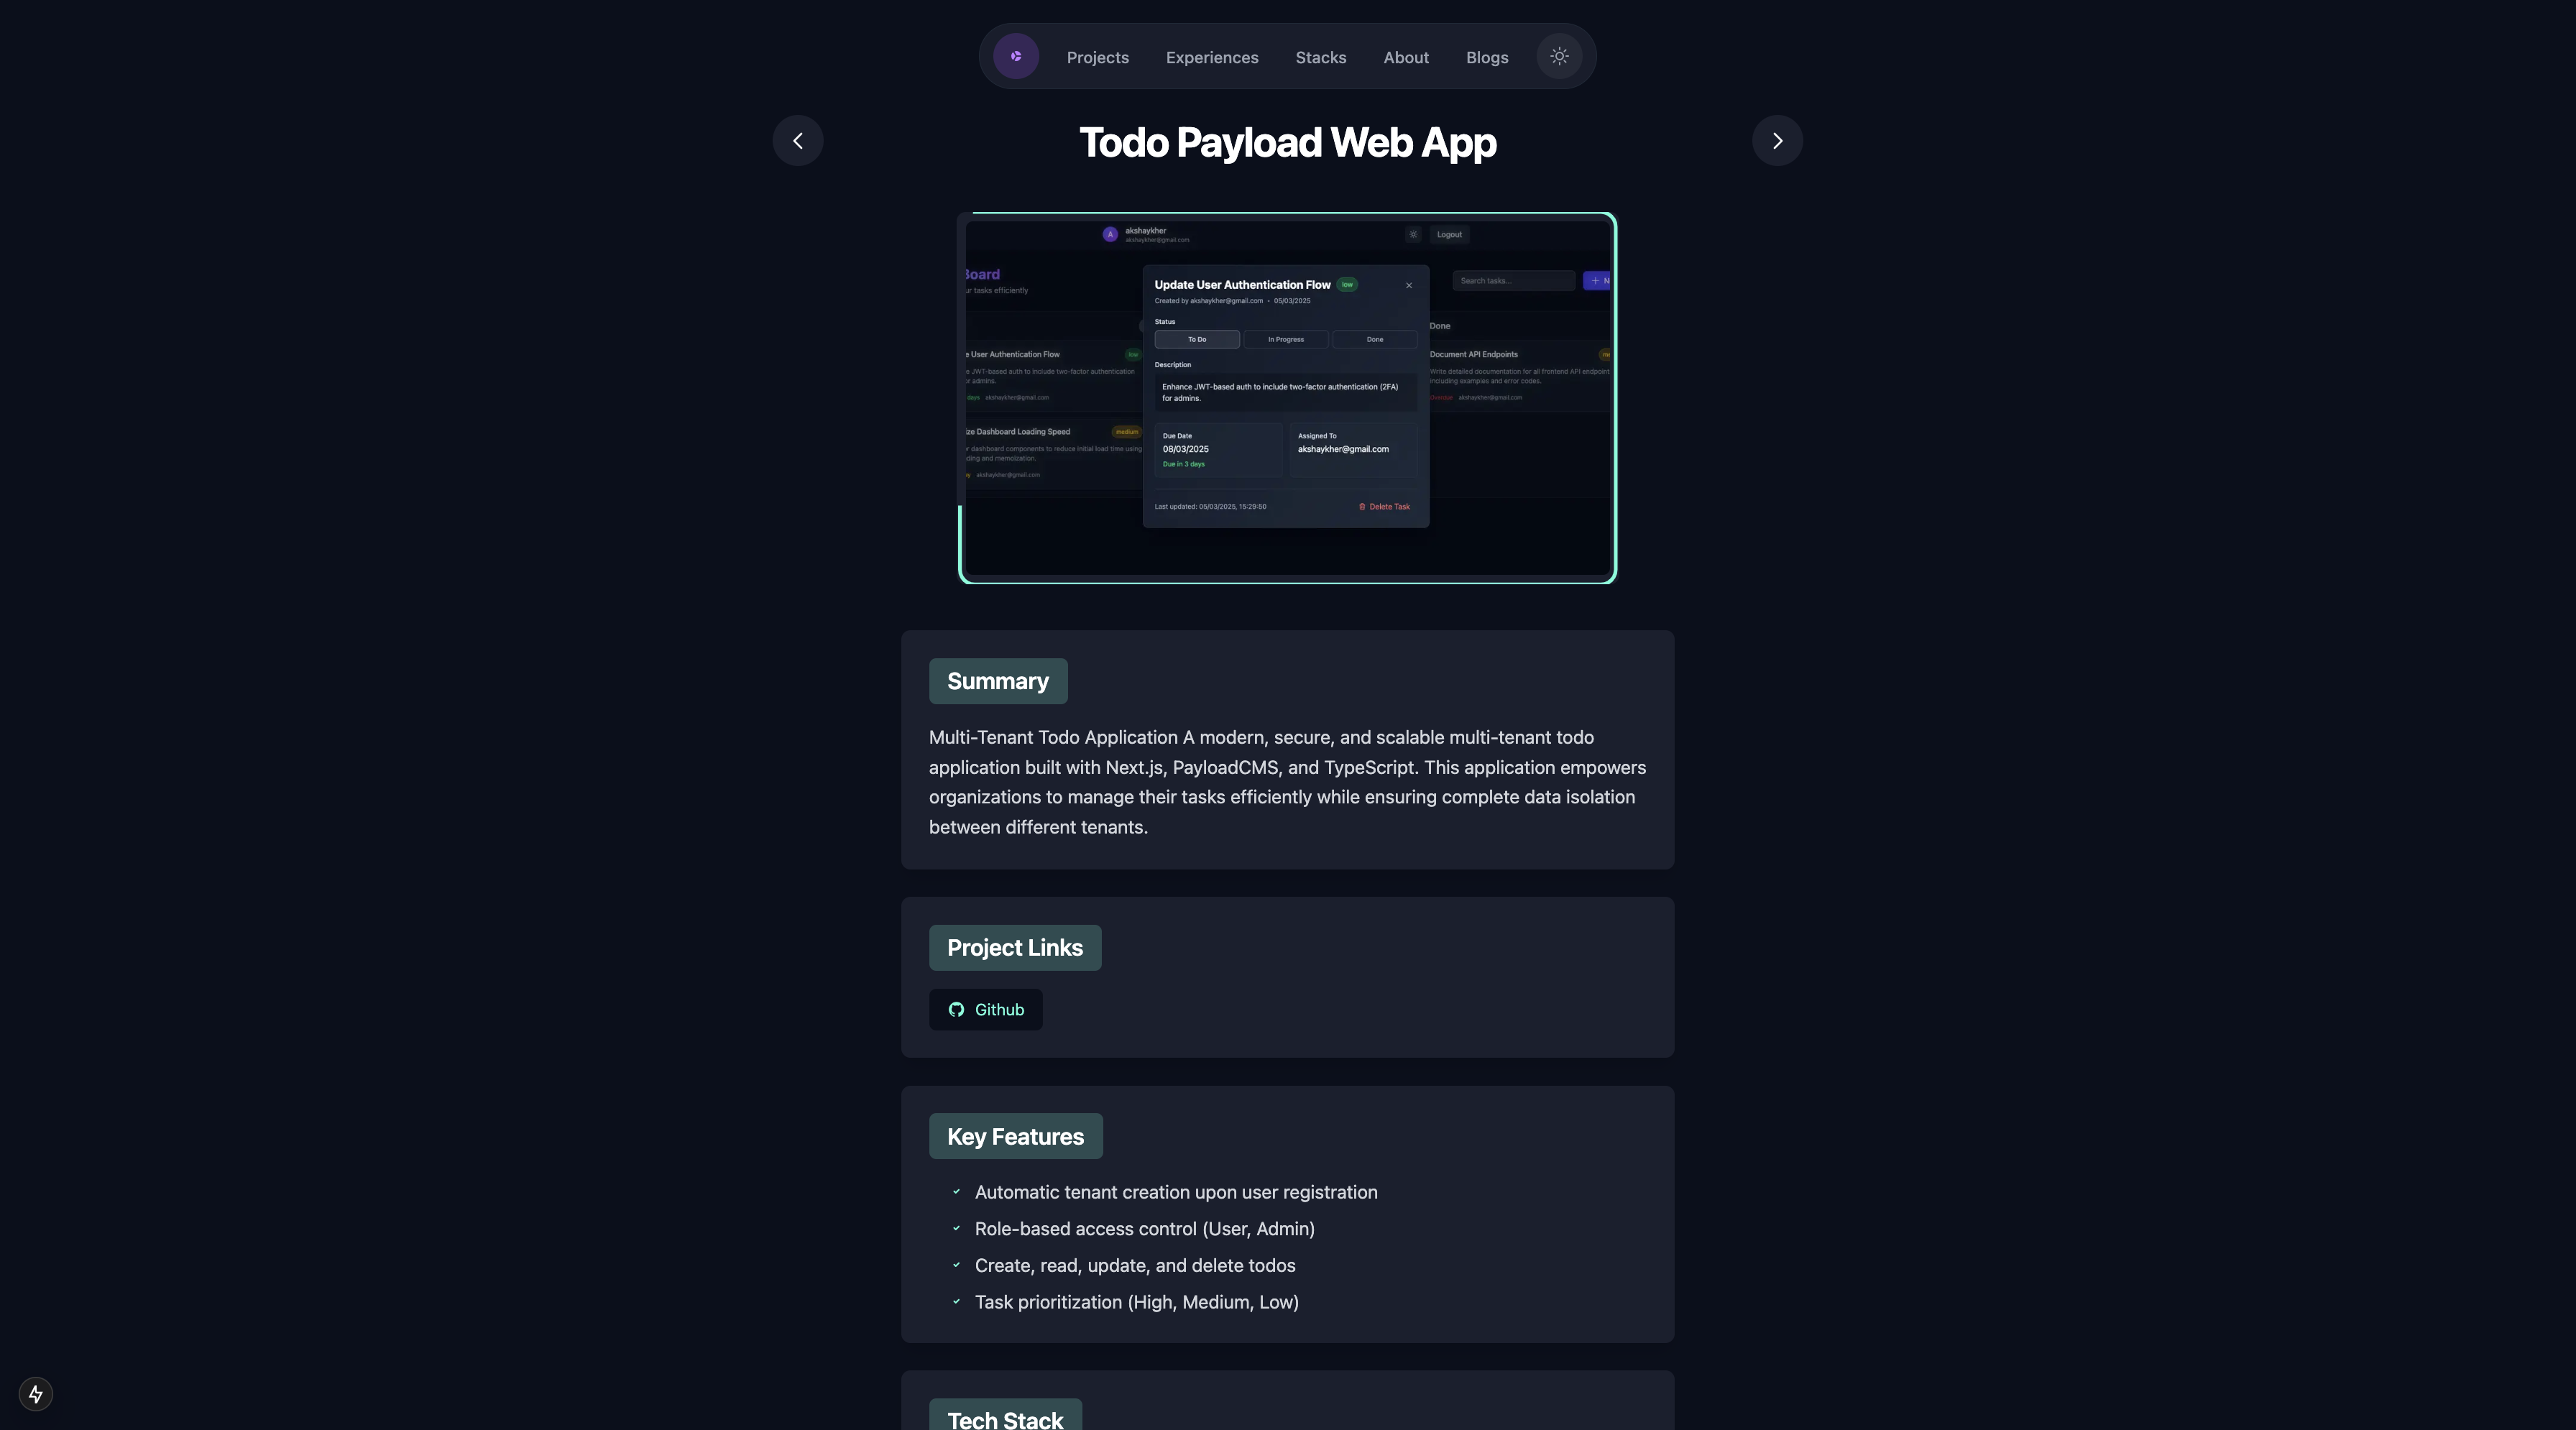 Projects Experiences Stacks About Blogs
Todo Payload Web App
akshaykher
akshaykher@gmail.com
Logout
Board
tasks efficiently
Search tasks...
Update User Authentication Flow low
Created by akshaykher@gmail.com • 05/03/2025
Status
To Do In Progress Done
Description
Enhance JWT-based auth to include two-factor authentication (2FA)
for admins.
Due Date
08/03/2025
Due in 3 days
Assigned To
akshaykher@gmail.com
Last updated: 05/03/2025, 15:29:50
Delete Task
User Authentication Flow low
JWT-based auth to include two-factor authentication
admins.
days akshaykher@gmail.com
Dashboard Loading Speed medium
dashboard components to reduce initial load time using
and memoization.
akshaykher@gmail.com
Done
Document API Endpoints
Write detailed documentation for all frontend API endpoint
including examples and error codes.
Overdue akshaykher@gmail.com
Summary
Multi-Tenant Todo Application A modern, secure, and scalable multi-tenant todo
application built with Next.js, PayloadCMS, and TypeScript. This application empowers
organizations to manage their tasks efficiently while ensuring complete data isolation
between different tenants.
Project Links
Github
Key Features
Automatic tenant creation upon user registration
Role-based access control (User, Admin)
Create, read, update, and delete todos
Task prioritization (High, Medium, Low)
Tech Stack